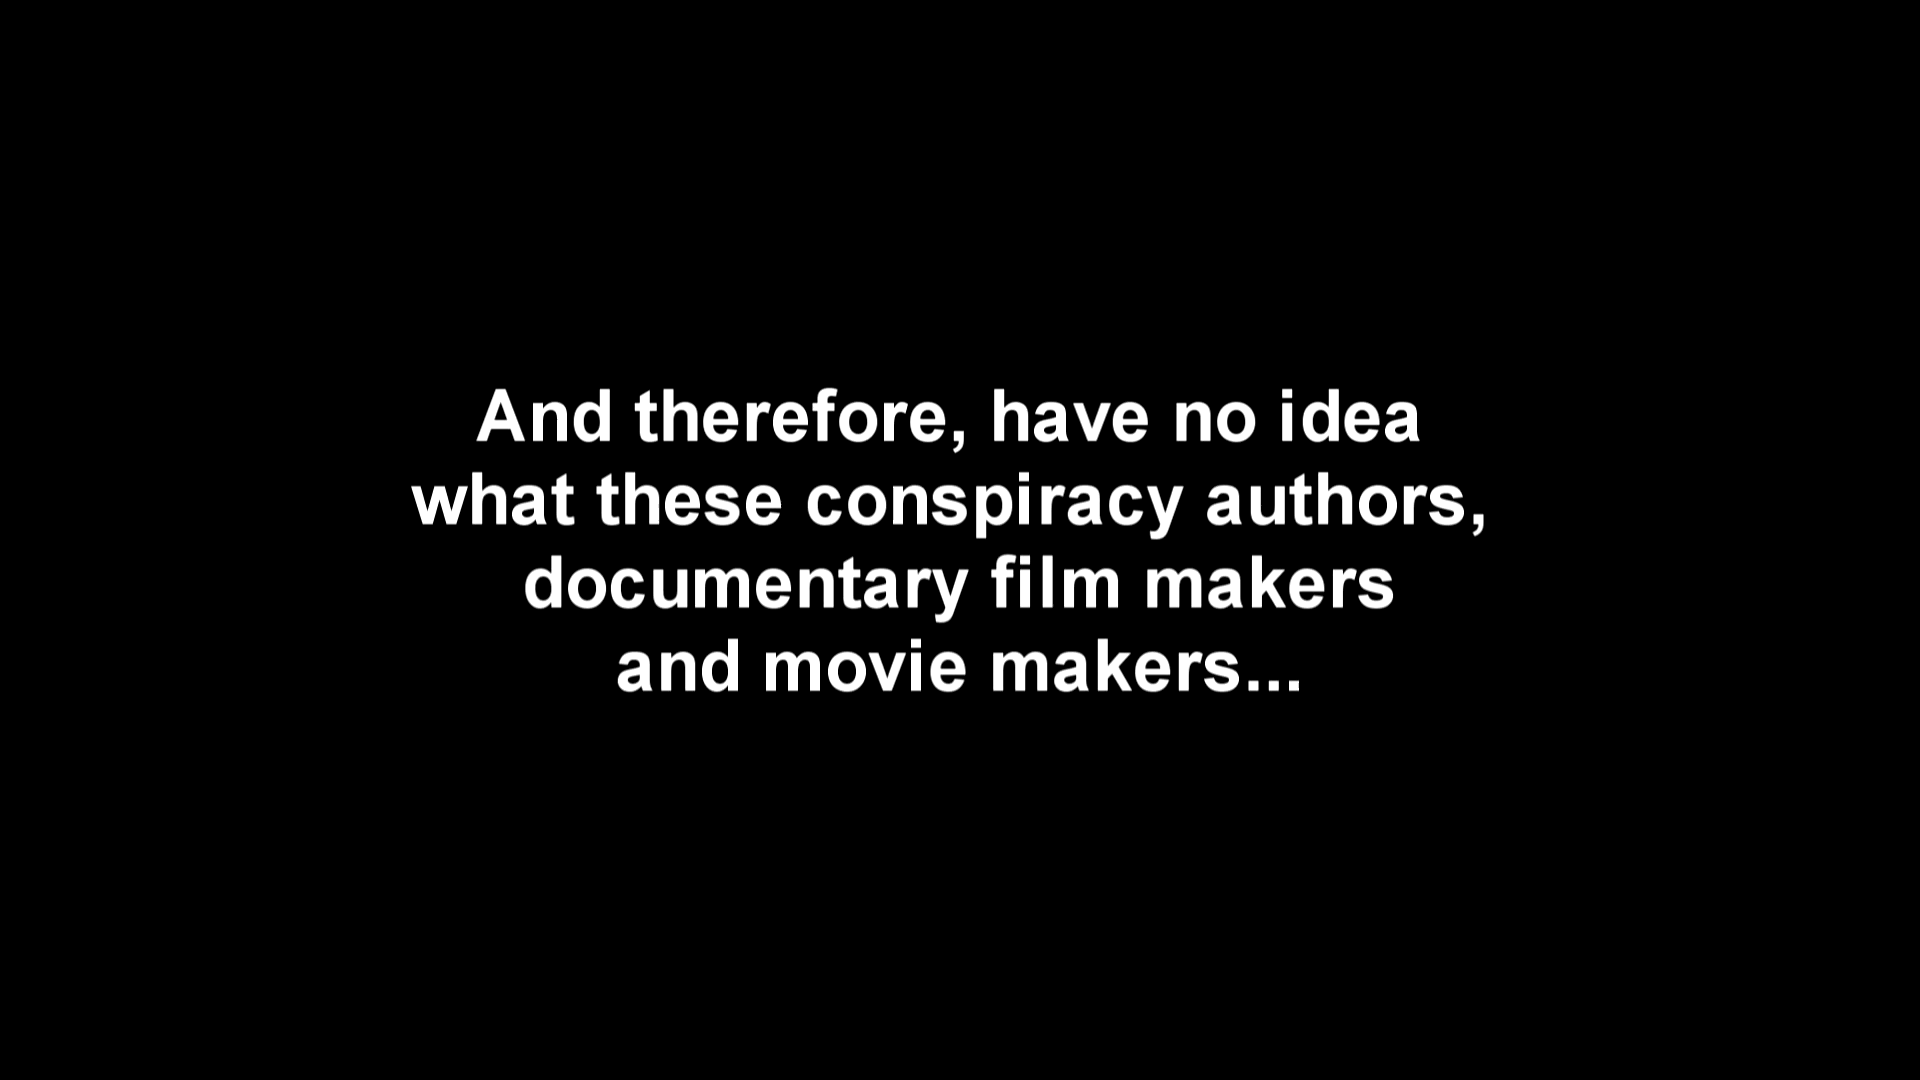 And therefore, have no idea
what these conspiracy authors,
documentary film makers
and movie makers...